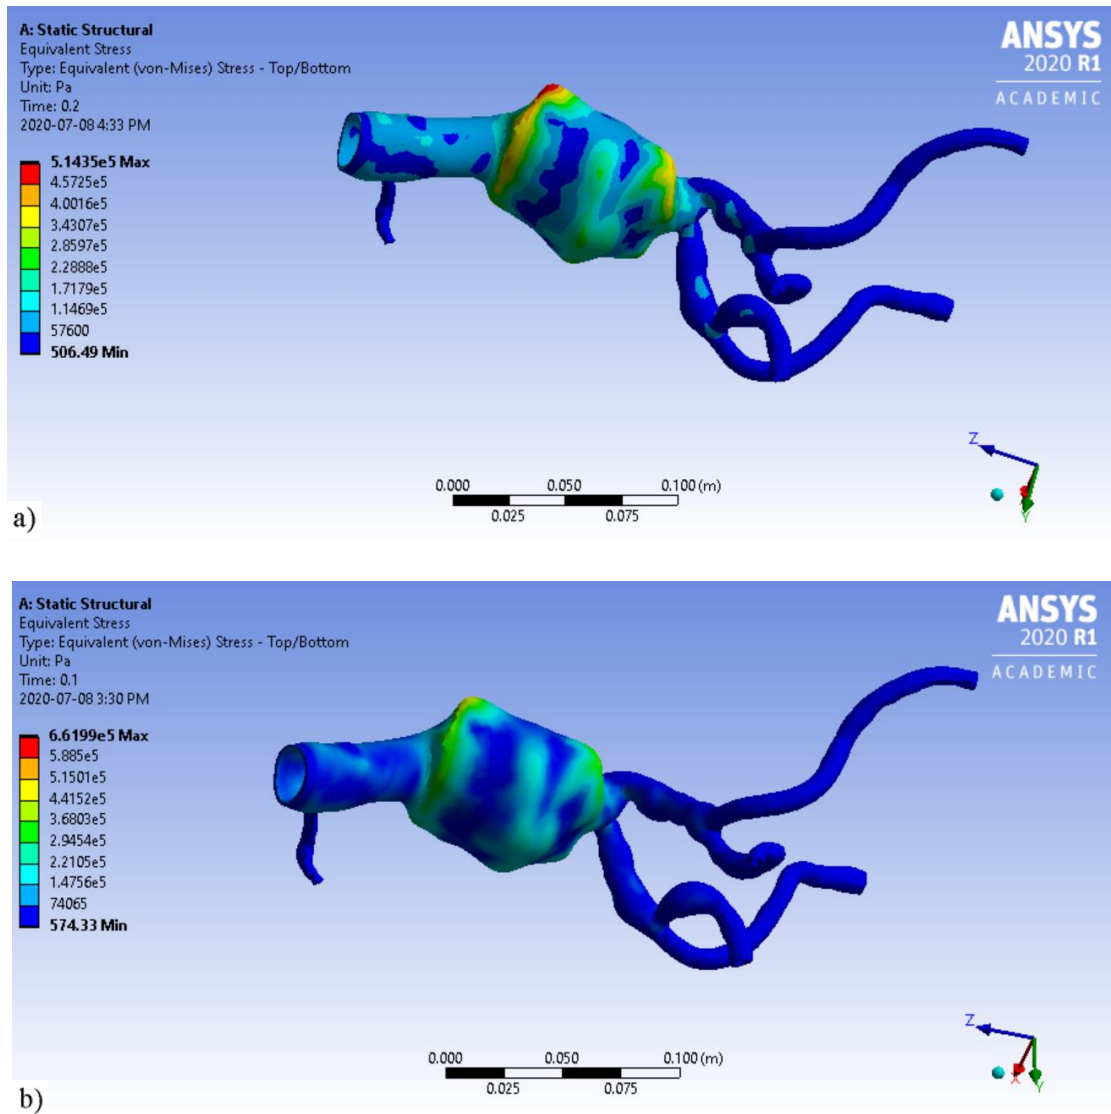 A: Static Structural
Equivalent Stress
Type: Equivalent (von-Mises) Stress - Top/Bottom
Unit: Pa
Time: 0.2
2020-07-08 4:33 PM
ANSYS
2020 R1
ACADEMIC
5.1435e5 Max
4.5725e5
4.0016e5
3.4307e5
2.8597e5
2.2888e5
1.7179e5
1.1469e5
57600
506.49 Min
Z
Y
0.000 0.050 0.100 (m)
0.025 0.075
a)
A: Static Structural
Equivalent Stress
Type: Equivalent (von-Mises) Stress - Top/Bottom
Unit: Pa
Time: 0.1
2020-07-08 3:30 PM
ANSYS
2020 R1
ACADEMIC
6.6199e5 Max
5.885e5
5.1501e5
4.4152e5
3.6803e5
2.9454e5
2.2105e5
1.4756e5
74065
574.33 Min
Z
X
Y
0.000 0.050 0.100 (m)
0.025 0.075
b)